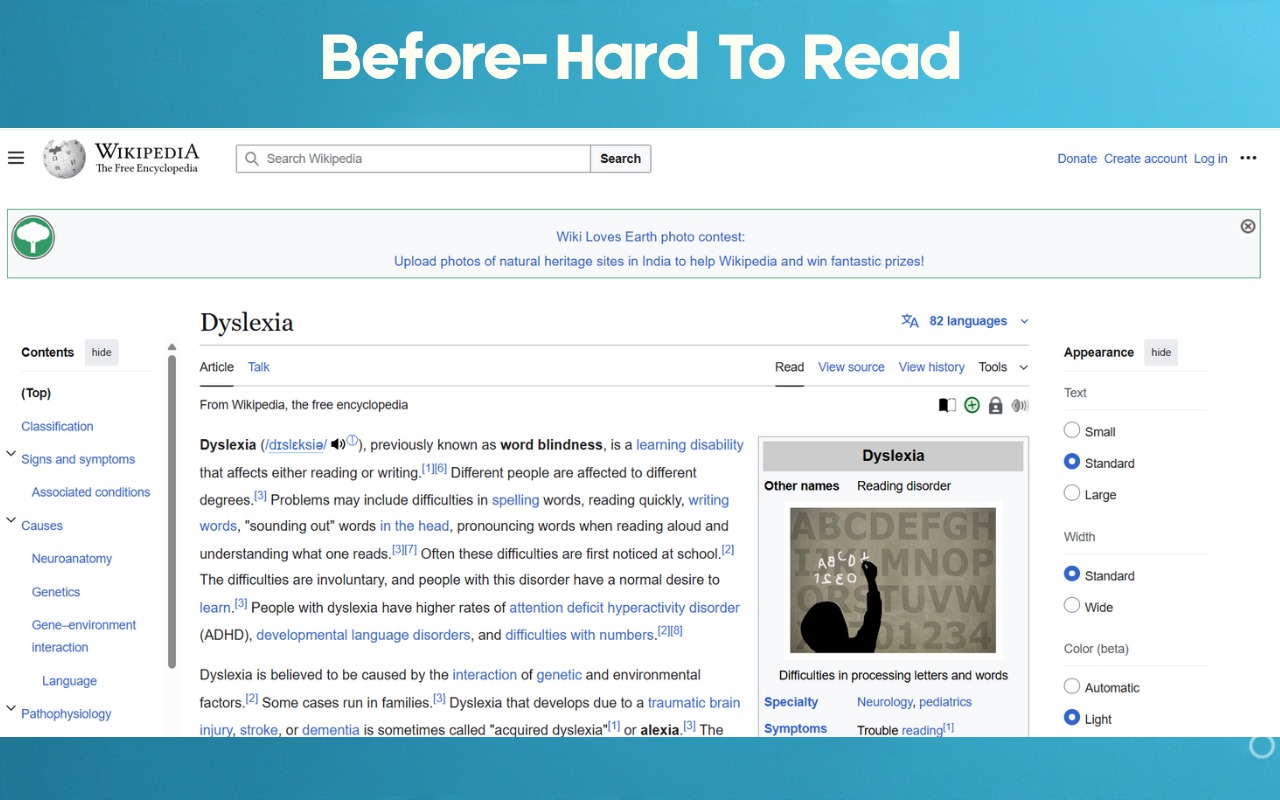 Before-Hard To Read
WIKIPEDIA
The Free Encyclopedia
Search Wikipedia
Search
Donate Create account Log in
Wiki Loves Earth photo contest:
Upload photos of natural heritage sites in India to help Wikipedia and win fantastic prizes!
Contents hide
(Top)
Classification
Signs and symptoms
Associated conditions
Causes
Neuroanatomy
Genetics
Gene–environment
interaction
Language
Pathophysiology
Dyslexia
82 languages
Article Talk
Read View source View history Tools
From Wikipedia, the free encyclopedia
Dyslexia (/dɪsˈlɛksiə/ ⓘ), previously known as word blindness, is a learning disability
that affects either reading or writing.[1][6] Different people are affected to different
degrees.[3] Problems may include difficulties in spelling words, reading quickly, writing
words, "sounding out" words in the head, pronouncing words when reading aloud and
understanding what one reads.[3][7] Often these difficulties are first noticed at school.[2]
The difficulties are involuntary, and people with this disorder have a normal desire to
learn.[3] People with dyslexia have higher rates of attention deficit hyperactivity disorder
(ADHD), developmental language disorders, and difficulties with numbers.[2][8]
Dyslexia is believed to be caused by the interaction of genetic and environmental
factors.[2] Some cases run in families.[3] Dyslexia that develops due to a traumatic brain
injury, stroke, or dementia is sometimes called "acquired dyslexia"[1] or alexia.[3] The
Dyslexia
Other names Reading disorder
ABCDEFGH
Difficulties in processing letters and words
Specialty Neurology, pediatrics
Symptoms Trouble reading[1]
Appearance hide
Text
Small
Standard
Large
Width
Standard
Wide
Color (beta)
Automatic
Light